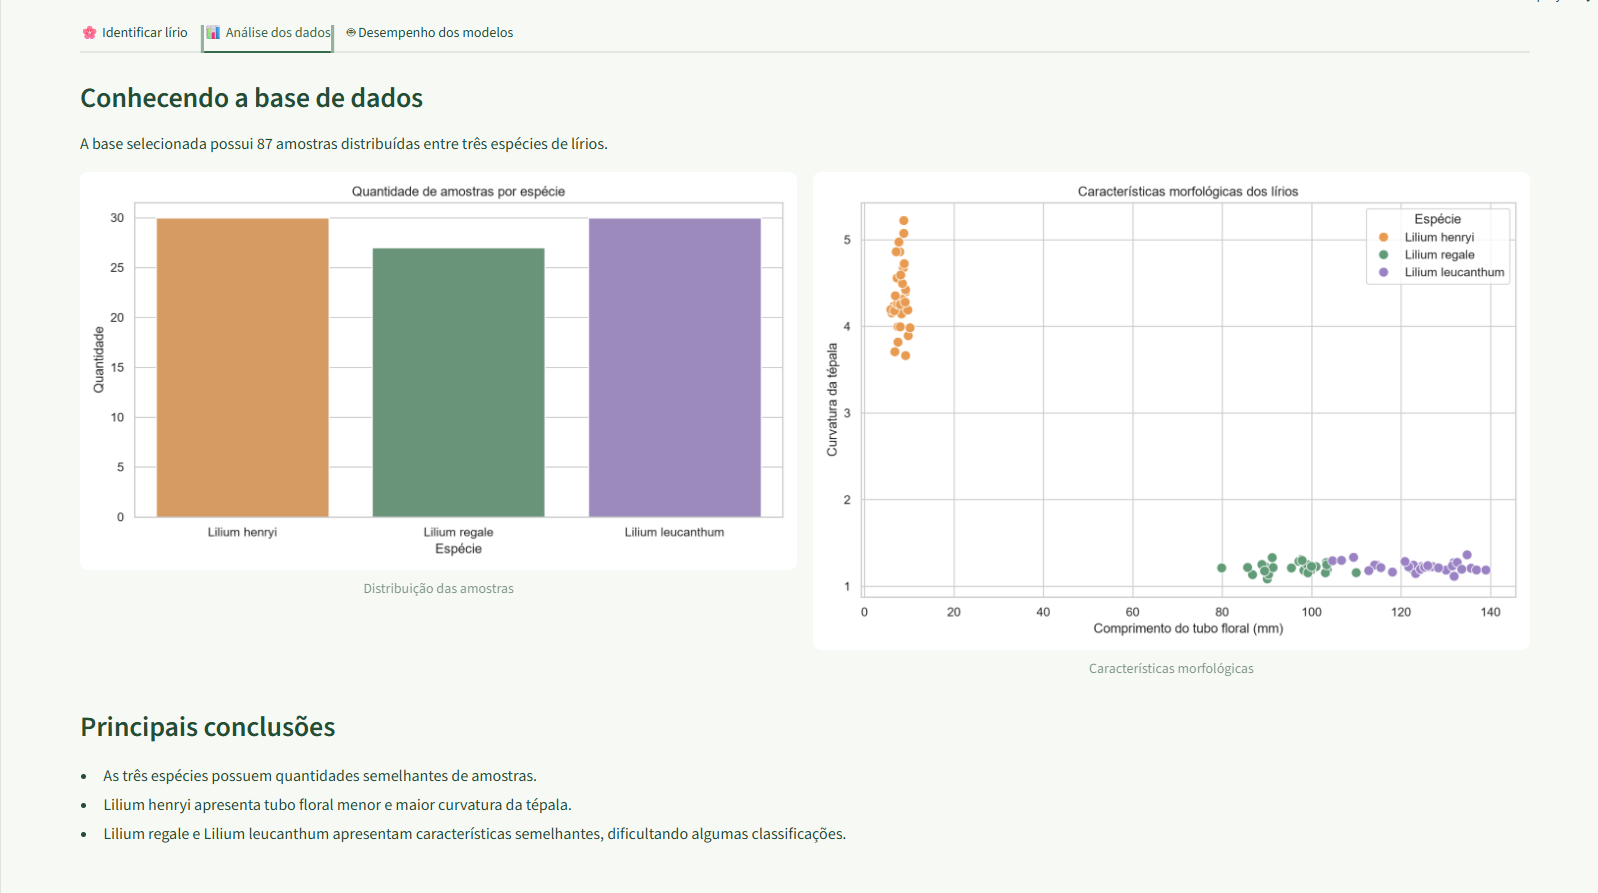 🌸 Identificar lírio 📊 Análise dos dados Desempenho dos modelos
Conhecendo a base de dados
A base selecionada possui 87 amostras distribuídas entre três espécies de lírios.
Quantidade de amostras por espécie
30
25
20
15
10
5
0
Quantidade
Lilium henryi Lilium regale Lilium leucanthum
Espécie
Distribuição das amostras
Características morfológicas dos lírios
Espécie
Lilium henryi
Lilium regale
Lilium leucanthum
5
4
3
2
1
Curvatura da tépala
0 20 40 60 80 100 120 140
Comprimento do tubo floral (mm)
Características morfológicas
Principais conclusões
• As três espécies possuem quantidades semelhantes de amostras.
• Lilium henryi apresenta tubo floral menor e maior curvatura da tépala.
• Lilium regale e Lilium leucanthum apresentam características semelhantes, dificultando algumas classificações.